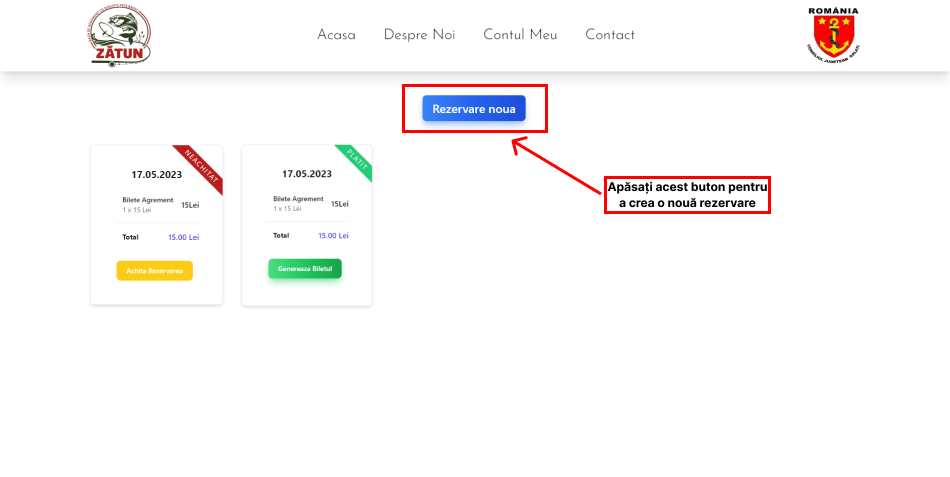 ZĂTUN
Acasa
Despre Noi
Contul Meu
Contact
ROMÂNIA
Rezervare noua
NEACHITAT
17.05.2023
Bilete Agrement
1 x 15 Lei
15Lei
Total
15.00 Lei
Achita Rezervarea
PLATIT
17.05.2023
Bilete Agrement
1 x 15 Lei
15Lei
Total
15.00 Lei
Genereaza Biletul
Apăsați acest buton pentru
a crea o nouă rezervare